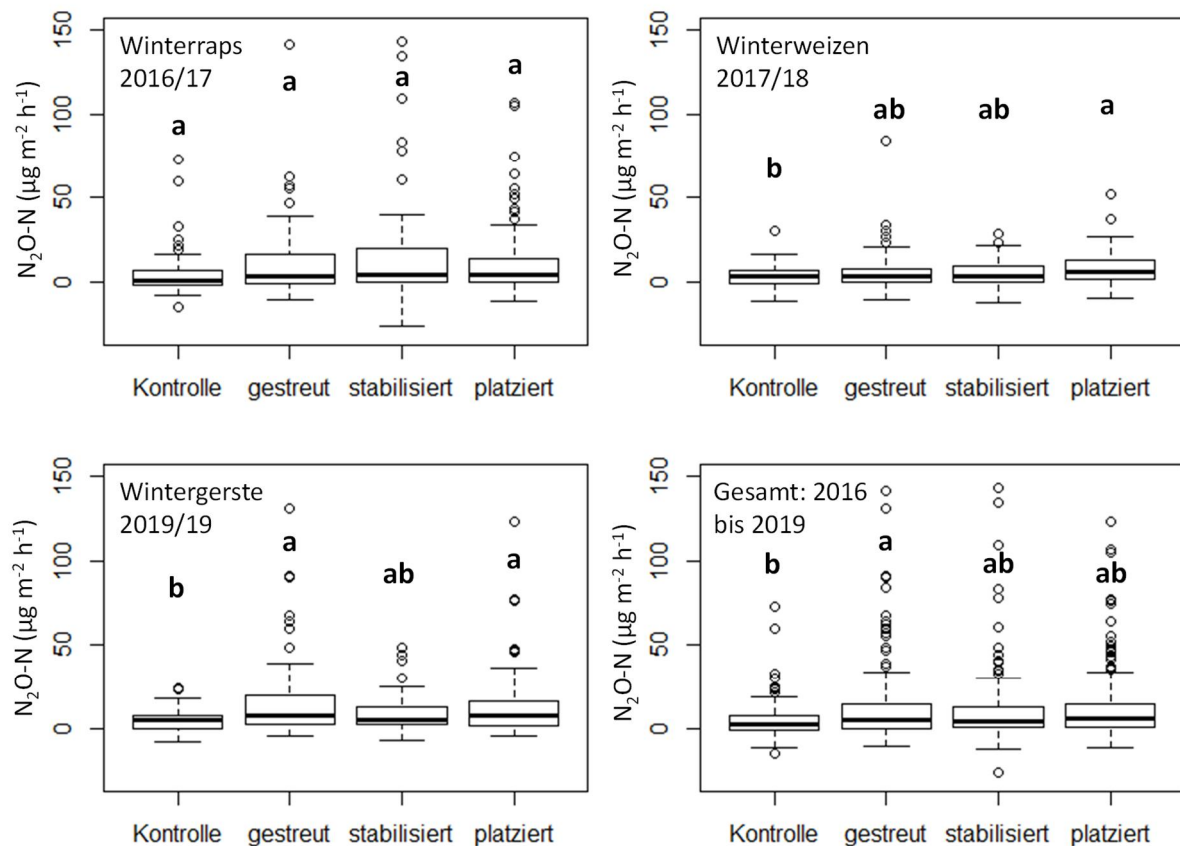 Winterraps
2016/17
N₂O-N (µg m⁻² h⁻¹)
150
100
50
0
a
a
a
a
Kontrolle gestreut stabilisiert platziert
Winterweizen
2017/18
N₂O-N (µg m⁻² h⁻¹)
150
100
50
0
b
ab
ab
a
Kontrolle gestreut stabilisiert platziert
Wintergerste
2019/19
N₂O-N (µg m⁻² h⁻¹)
150
100
50
0
b
a
ab
a
Kontrolle gestreut stabilisiert platziert
Gesamt: 2016
bis 2019
N₂O-N (µg m⁻² h⁻¹)
150
100
50
0
b
a
ab
ab
Kontrolle gestreut stabilisiert platziert